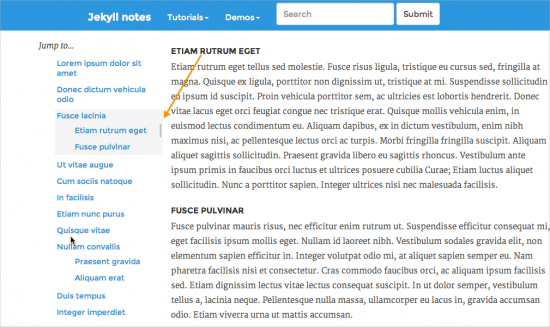 Jekyll notes Tutorials Demos Search Submit
Jump to...
Lorem ipsum dolor sit
amet
Donec dictum vehicula
odio
Fusce lacinia
Etiam rutrum eget
Fusce pulvinar
Ut vitae augue
Cum sociis natoque
In facilisis
Etiam nunc purus
Quisque vitae
Nullam convallis
Praesent gravida
Aliquam erat
Duis tempus
Integer imperdiet
ETIAM RUTRUM EGET
Etiam rutrum eget tellus sed molestie. Fusce risus ligula, tristique eu cursus sed, fringilla at
magna. Quisque ex ligula, porttitor non dignissim ut, tristique at mi. Suspendisse sollicitudin
eu ipsum id suscipit. Proin vehicula porttitor sem, ac ultricies est lobortis hendrerit. Donec
vitae lacus eget orci feugiat congue nec tristique erat. Quisque mollis vehicula enim, in
euismod lectus condimentum eu. Aliquam dapibus, ex in dictum vestibulum, enim nibh
maximus nisi, ac pellentesque lectus orci ac turpis. Morbi fringilla fringilla suscipit. Aliquam
aliquet sagittis sollicitudin. Praesent gravida libero eu sagittis rhoncus. Vestibulum ante
ipsum primis in faucibus orci luctus et ultrices posuere cubilia Curae; Etiam luctus aliquet
sollicitudin. Nunc a porttitor sapien. Integer ultrices nisi nec malesuada facilisis.
FUSCE PULVINAR
Fusce pulvinar mauris risus, nec efficitur enim rutrum ut. Suspendisse efficitur consequat mi,
eget facilisis ipsum mollis eget. Nullam id laoreet nibh. Vestibulum sodales gravida elit, non
elementum sapien efficitur in. Integer volutpat odio mi, at aliquet sapien semper eu. Nam
pharetra facilisis nisi et consectetur. Cras commodo faucibus orci, ac aliquam ipsum facilisis
sed. Etiam dignissim lectus vitae lectus consequat suscipit. In ut dolor semper, vestibulum
tellus a, lacinia neque. Pellentesque nulla massa, ullamcorper eu lacus in, gravida accumsan
odio. Etiam viverra urna ut mattis accumsan.